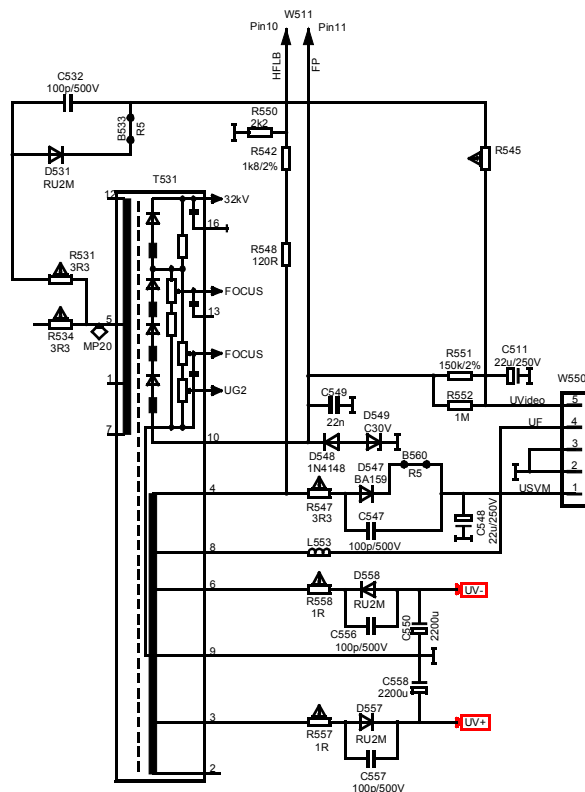 W511
Pin10
Pin11
HFLB
FP
C532
100p/500V
B533
R5
R550
2k2
R542
1k8/2%
R545
D531
RU2M
T531
12
32kV
16
R548
120R
R531
3R3
FOCUS
13
5
R534
3R3
MP20
FOCUS
R551
150k/2%
C511
22u/250V
W550
1
UG2
C549
22n
R552
1M
UVideo
5
7
10
D549
C30V
UF
4
D548
1N4148
3
D547
BA159
B560
R5
2
4
R547
3R3
C547
100p/500V
USVM
1
C548
22u/250V
8
L553
6
D558
RU2M
UV-
R558
1R
C556
100p/500V
C550
2200u
9
C558
2200u
3
D557
RU2M
UV+
R557
1R
C557
100p/500V
2